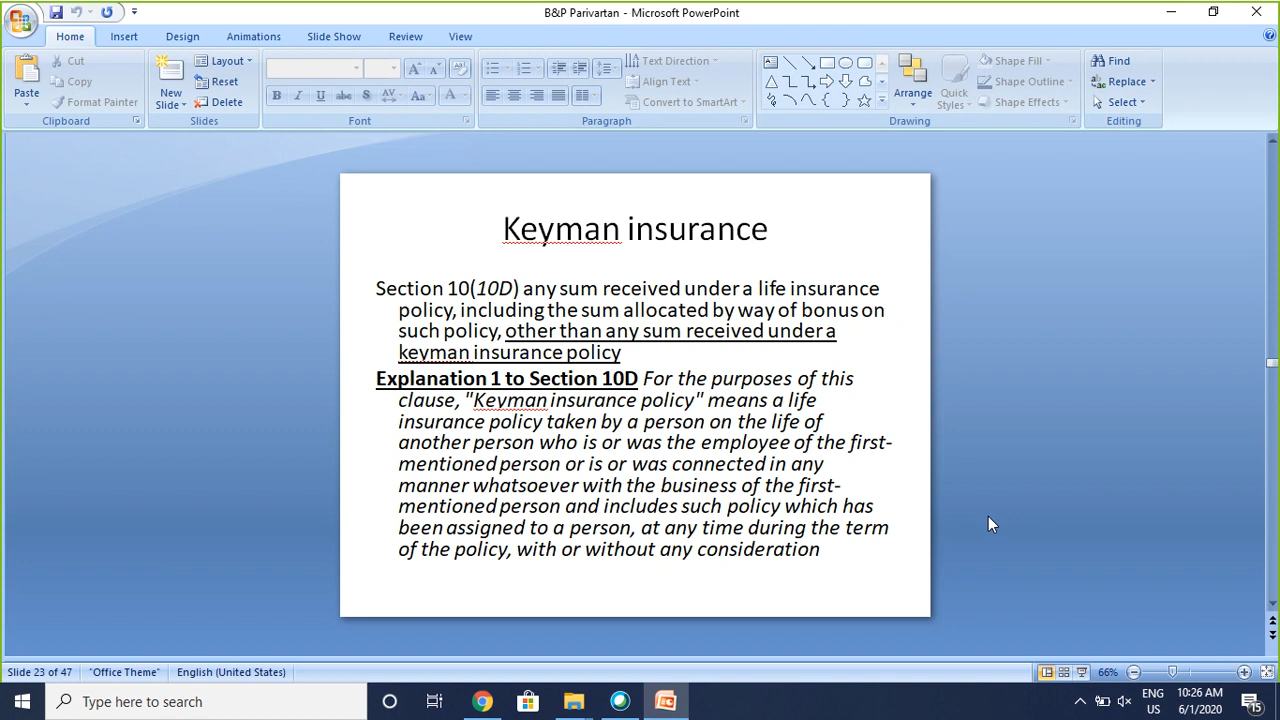 B&P Parivartan - Microsoft PowerPoint
Home Insert Design Animations Slide Show Review View
Paste
Cut
Copy
Format Painter
Clipboard
New Slide
Layout
Reset
Delete
Slides
B I U abc S AV Aa A
Font
Text Direction
Align Text
Convert to SmartArt
Paragraph
Arrange
Quick Styles
Shape Fill
Shape Outline
Shape Effects
Drawing
Find
Replace
Select
Editing
Keyman insurance
Section 10(10D) any sum received under a life insurance
policy, including the sum allocated by way of bonus on
such policy, other than any sum received under a
keyman insurance policy
Explanation 1 to Section 10D For the purposes of this
clause, "Keyman insurance policy" means a life
insurance policy taken by a person on the life of
another person who is or was the employee of the first-
mentioned person or is or was connected in any
manner whatsoever with the business of the first-
mentioned person and includes such policy which has
been assigned to a person, at any time during the term
of the policy, with or without any consideration
Slide 23 of 47 "Office Theme" English (United States) 66%
Type here to search
ENG
US
10:26 AM
6/1/2020
15